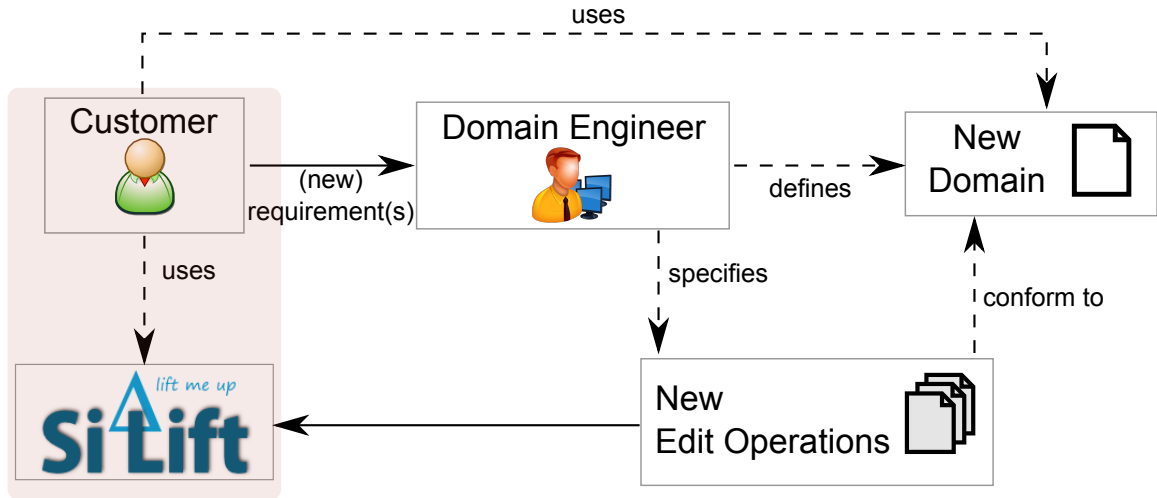 uses
Customer
Domain Engineer
New
Domain
(new)
requirement(s)
defines
uses
specifies
conform to
lift me up
SiLift
New
Edit Operations